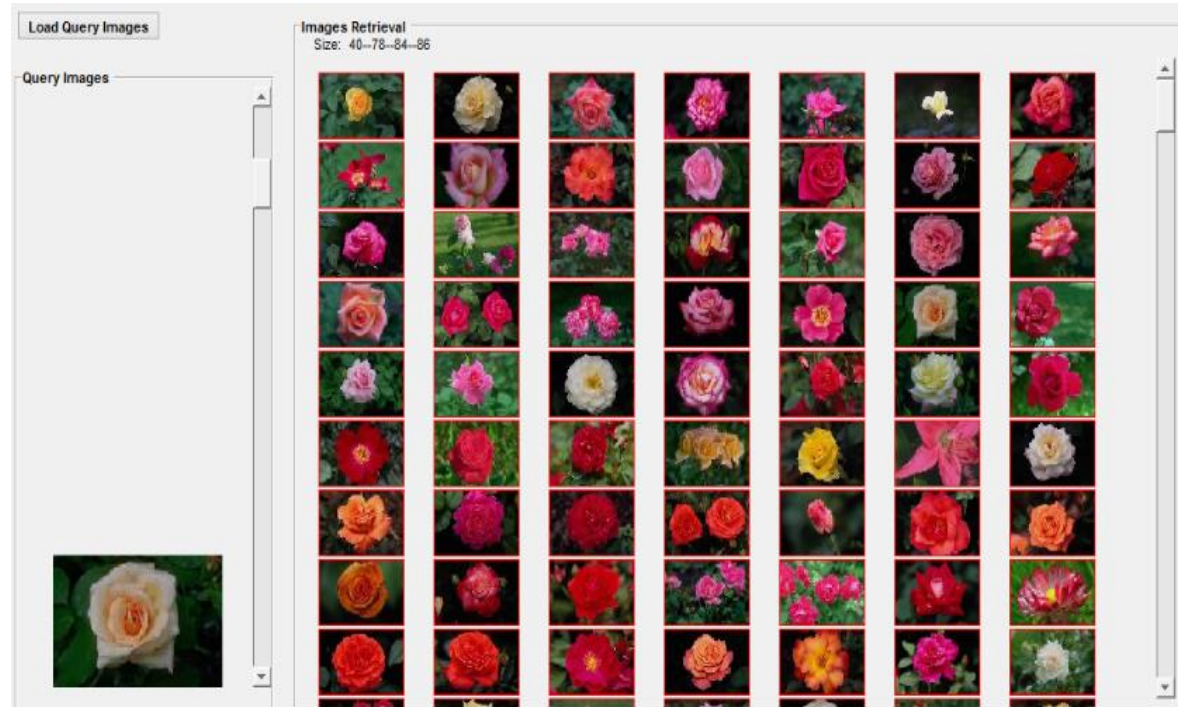 Load Query Images
Query Images
Images Retrieval
Size: 40--78--84--86